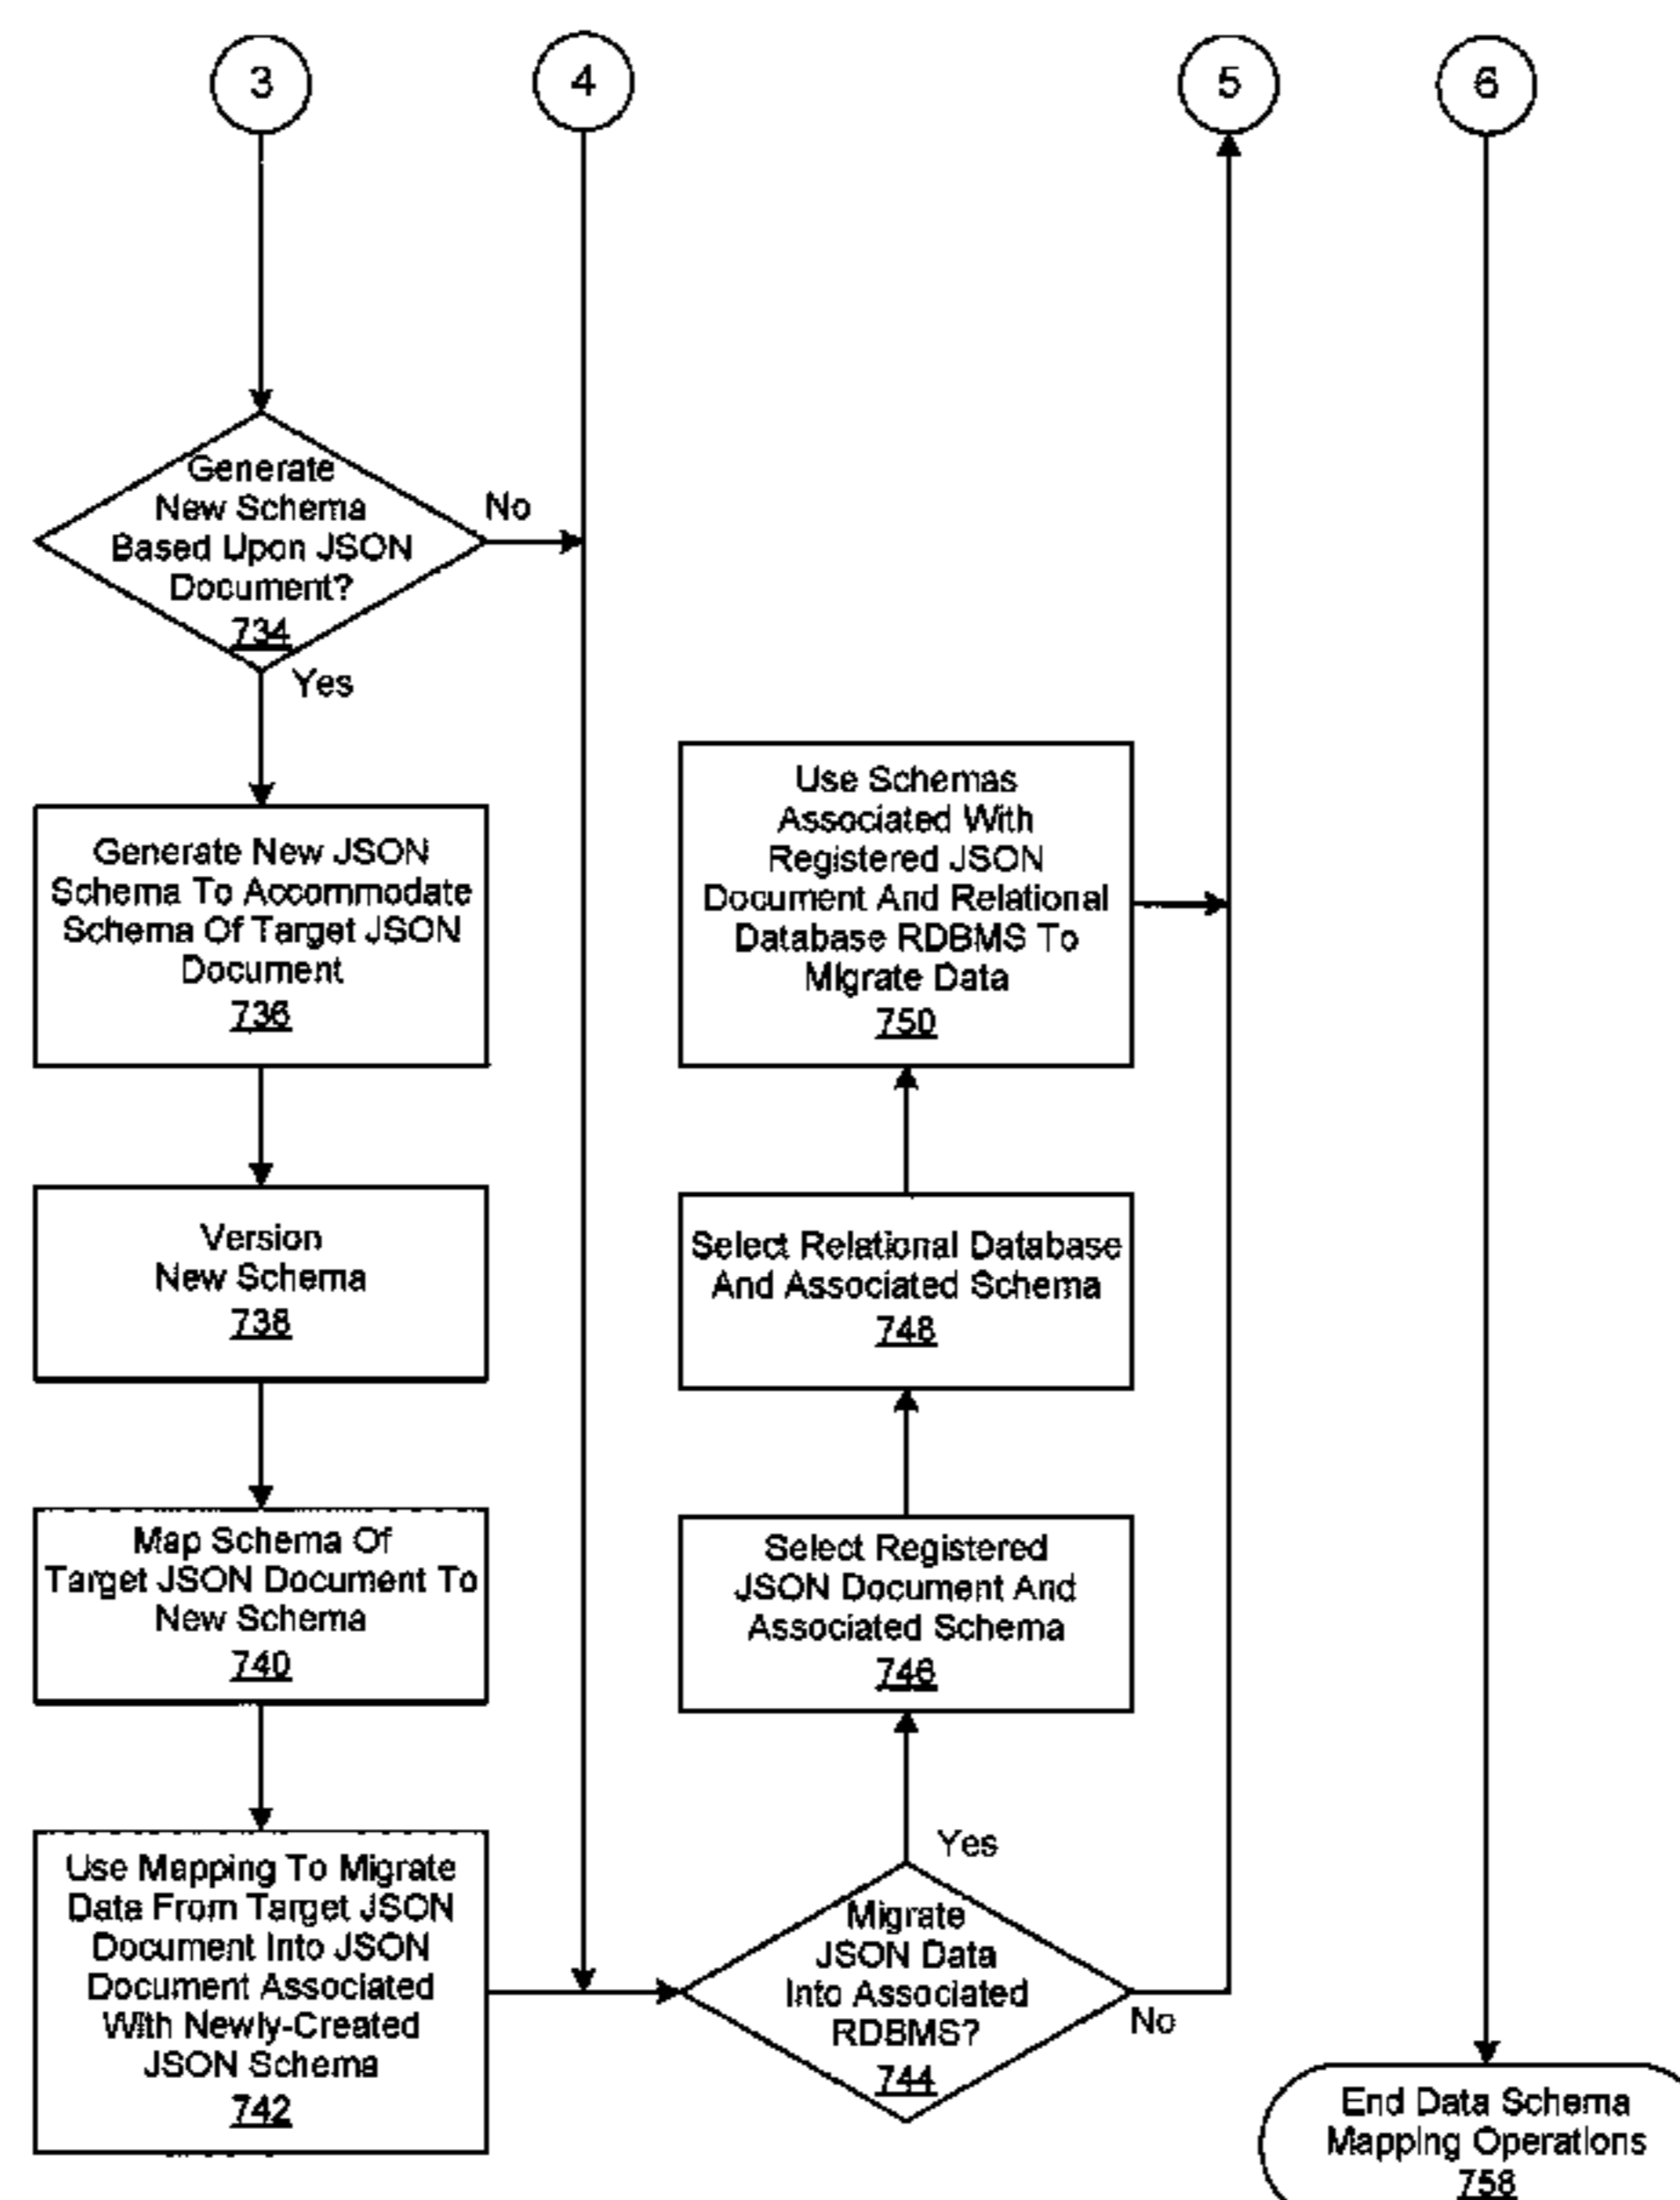 3
4
5
6
Generate
New Schema
Based Upon JSON
Document?
734
No
Yes
Generate New JSON
Schema To Accommodate
Schema Of Target JSON
Document
736
Version
New Schema
738
Map Schema Of
Target JSON Document To
New Schema
740
Use Mapping To Migrate
Data From Target JSON
Document Into JSON
Document Associated
With Newly-Created
JSON Schema
742
Use Schemas
Associated With
Registered JSON
Document And Relational
Database RDBMS To
Migrate Data
750
Select Relational Database
And Associated Schema
748
Select Registered
JSON Document And
Associated Schema
746
Yes
Migrate
JSON Data
Into Associated
RDBMS?
744
No
End Data Schema
Mapping Operations
758